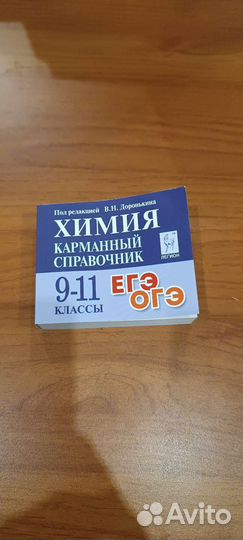 Под редакцией В.Н. Доронькина
ХИМИЯ
КАРМАННЫЙ
СПРАВОЧНИК
ЛЕГИОН
9-11
КЛАССЫ
ЕГЭ
ОГЭ
Avito